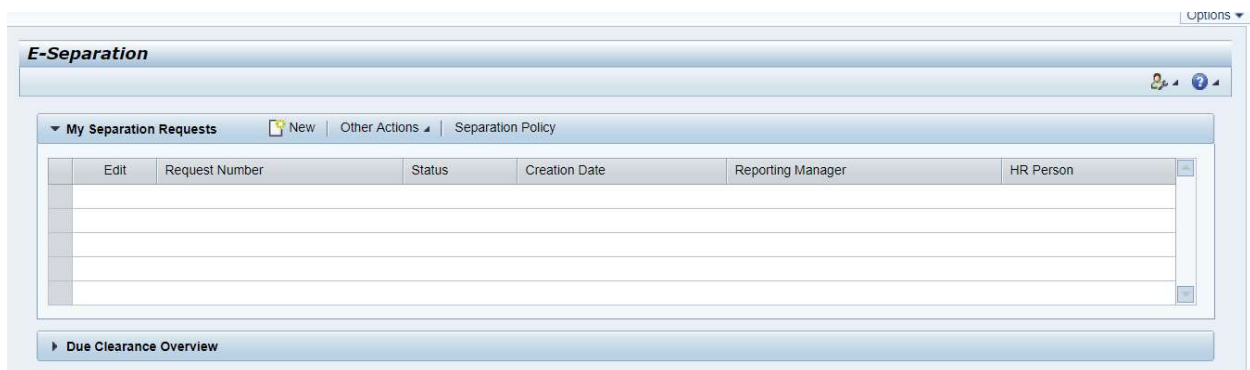 Options
E-Separation
My Separation Requests New Other Actions Separation Policy
Edit Request Number Status Creation Date Reporting Manager HR Person
Due Clearance Overview